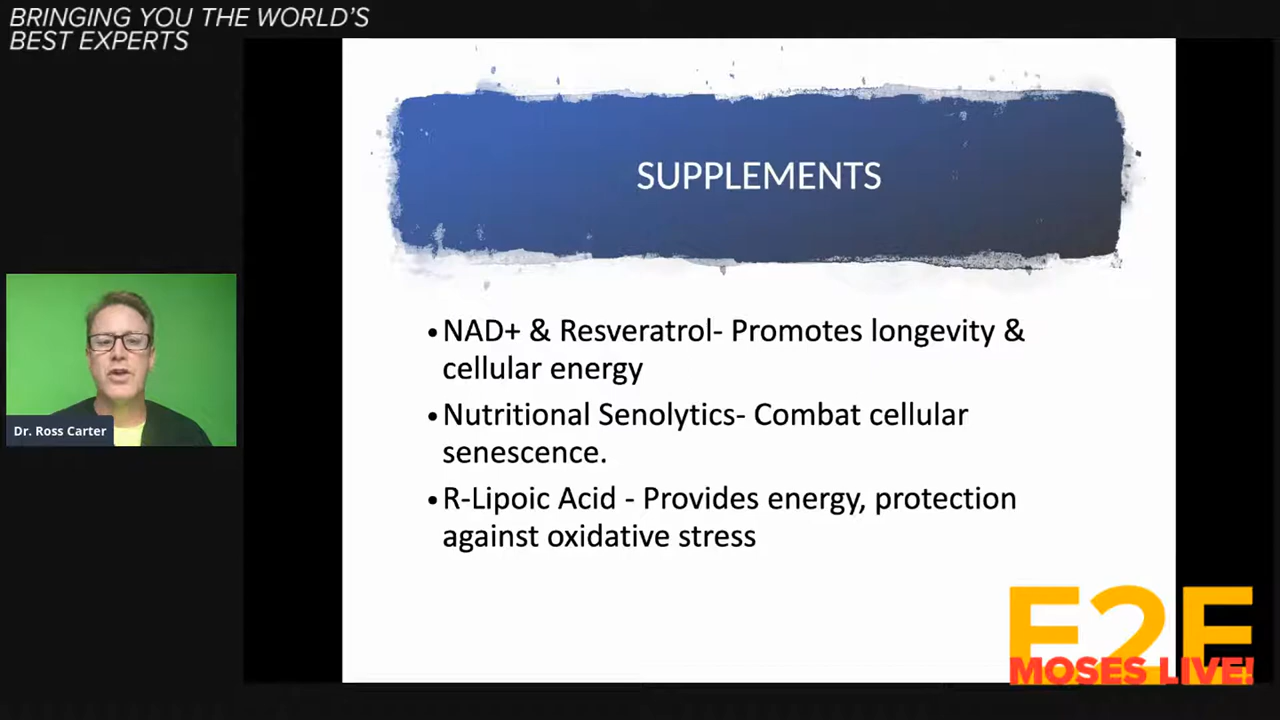 BRINGING YOU THE WORLD'S
BEST EXPERTS
SUPPLEMENTS
•NAD+ & Resveratrol- Promotes longevity &
cellular energy
•Nutritional Senolytics- Combat cellular
senescence.
•R-Lipoic Acid - Provides energy, protection
against oxidative stress
Dr. Ross Carter
E2E
MOSES LIVE!